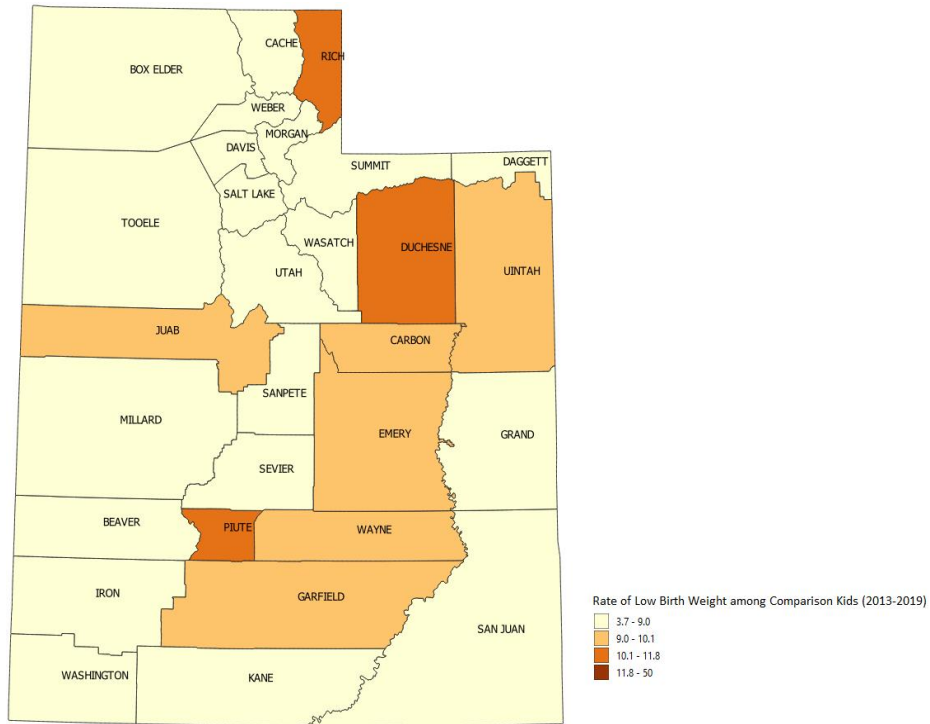 CACHE
RICH
BOX ELDER
WEBER
MORGAN
DAVIS
SUMMIT
DAGGETT
SALT LAKE
TOOELE
WASATCH
DUCHESNE
UTAH
UINTAH
JUAB
CARBON
SANPETE
MILLARD
EMERY
GRAND
SEVIER
BEAVER
PIUTE
WAYNE
IRON
GARFIELD
SAN JUAN
WASHINGTON
KANE
Rate of Low Birth Weight among Comparison Kids (2013-2019)
3.7 - 9.0
9.0 - 10.1
10.1 - 11.8
11.8 - 50